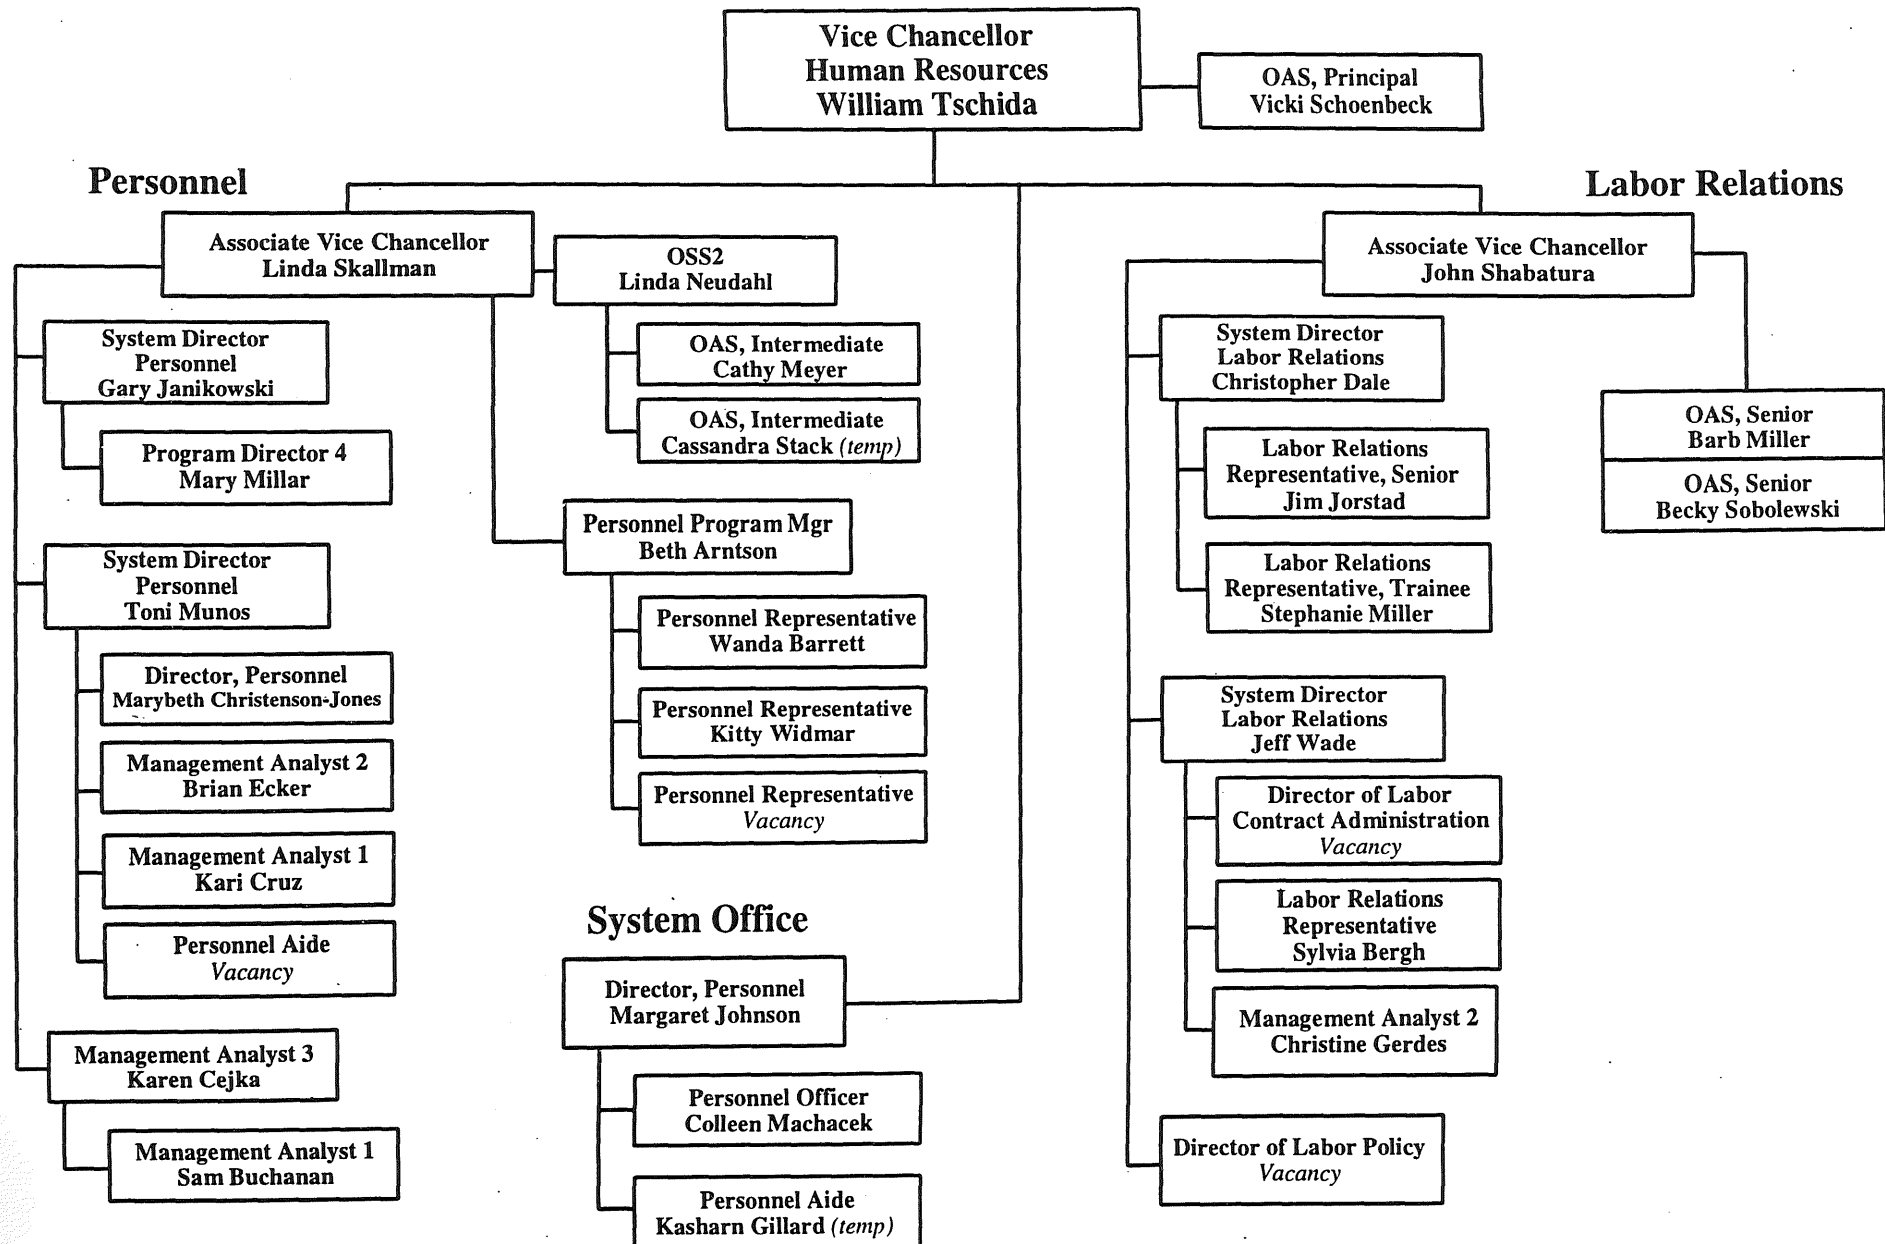 Vice Chancellor
Human Resources
William Tschida
OAS, Principal
Vicki Schoenbeck
Personnel
Associate Vice Chancellor
Linda Skallman
OSS2
Linda Neudahl
OAS, Intermediate
Cathy Meyer
OAS, Intermediate
Cassandra Stack (temp)
System Director
Personnel
Gary Janikowski
Program Director 4
Mary Millar
System Director
Personnel
Toni Munos
Director, Personnel
Marybeth Christenson-Jones
Management Analyst 2
Brian Ecker
Management Analyst 1
Kari Cruz
Personnel Aide
Vacancy
Management Analyst 3
Karen Cejka
Management Analyst 1
Sam Buchanan
Personnel Program Mgr
Beth Arntson
Personnel Representative
Wanda Barrett
Personnel Representative
Kitty Widmar
Personnel Representative
Vacancy
System Office
Director, Personnel
Margaret Johnson
Personnel Officer
Colleen Machacek
Personnel Aide
Kasharn Gillard (temp)
Labor Relations
Associate Vice Chancellor
John Shabatura
System Director
Labor Relations
Christopher Dale
Labor Relations
Representative, Senior
Jim Jorstad
Labor Relations
Representative, Trainee
Stephanie Miller
System Director
Labor Relations
Jeff Wade
Director of Labor
Contract Administration
Vacancy
Labor Relations
Representative
Sylvia Bergh
Management Analyst 2
Christine Gerdes
Director of Labor Policy
Vacancy
OAS, Senior
Barb Miller
OAS, Senior
Becky Sobolewski